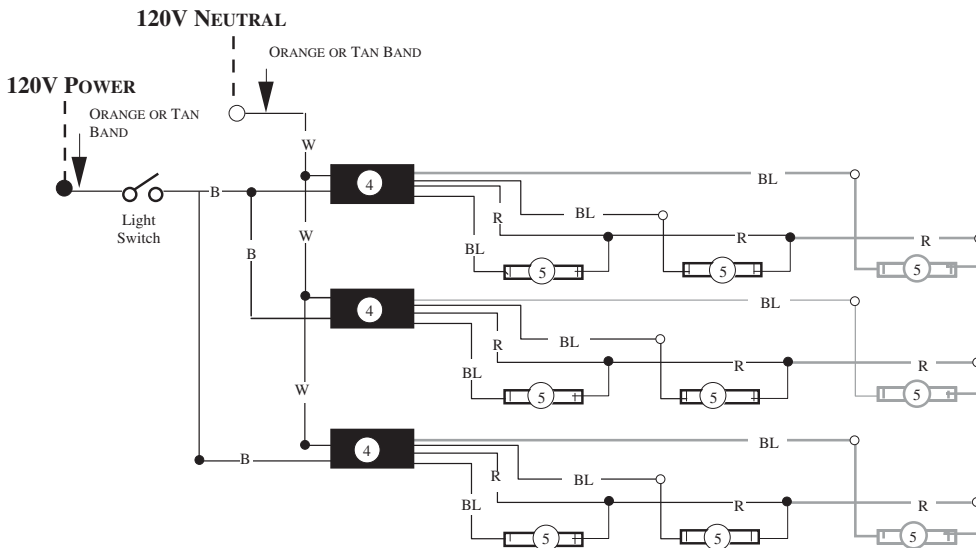 120V NEUTRAL
ORANGE OR TAN BAND
120V POWER
ORANGE OR TAN
BAND
W
4
BL
B
Light
Switch
R
BL
R
R
BL
W
B
5
5
5
4
BL
R
BL
R
R
BL
W
5
5
5
4
BL
B
R
BL
R
R
BL
5
5
5